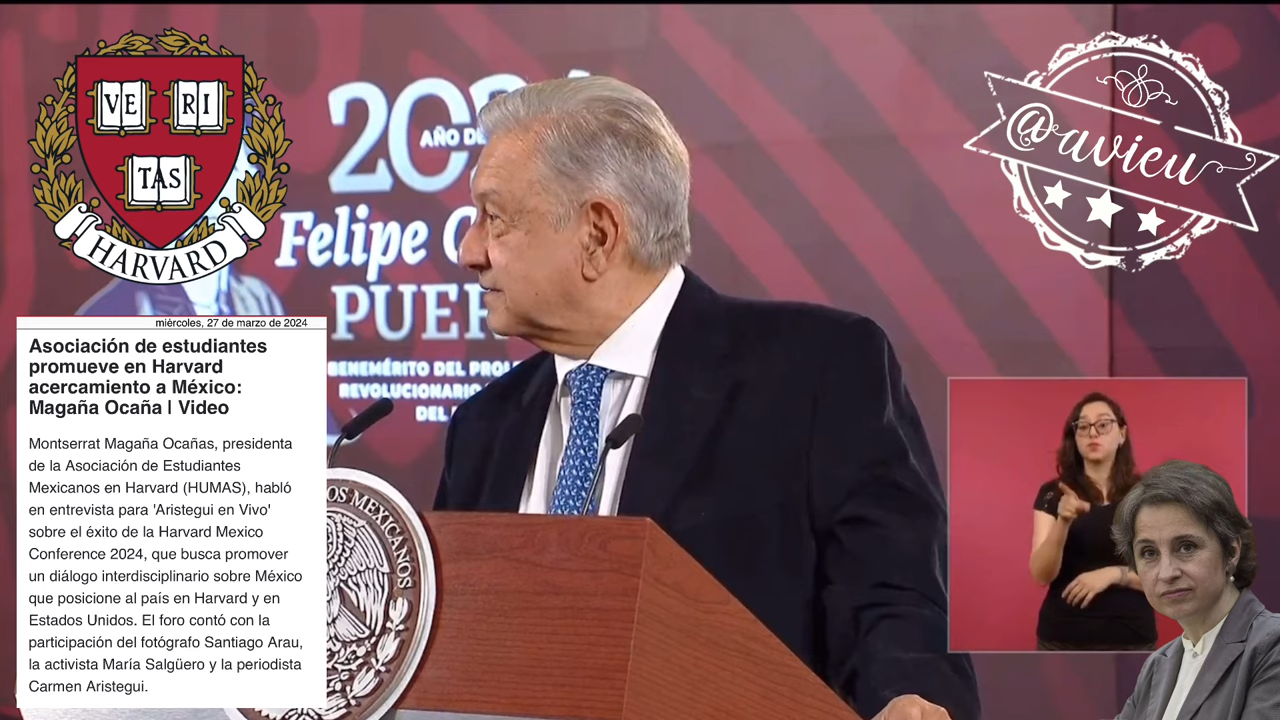 VE RI
TAS
HARVARD
AÑO DE
Felipe
BENEMÉRITO DEL
REVOLUCIONARIO
DEL
@avieu
miércoles, 27 de marzo de 2024
Asociación de estudiantes
promueve en Harvard
acercamiento a México:
Magaña Ocaña | Video
Montserrat Magaña Ocañas, presidenta
de la Asociación de Estudiantes
Mexicanos en Harvard (HUMAS), habló
en entrevista para 'Aristegui en Vivo'
sobre el éxito de la Harvard Mexico
Conference 2024, que busca promover
un diálogo interdisciplinario sobre México
que posicione al país en Harvard y en
Estados Unidos. El foro contó con la
participación del fotógrafo Santiago Arau,
la activista María Salgüero y la periodista
Carmen Aristegui.
OS MEXICANOS